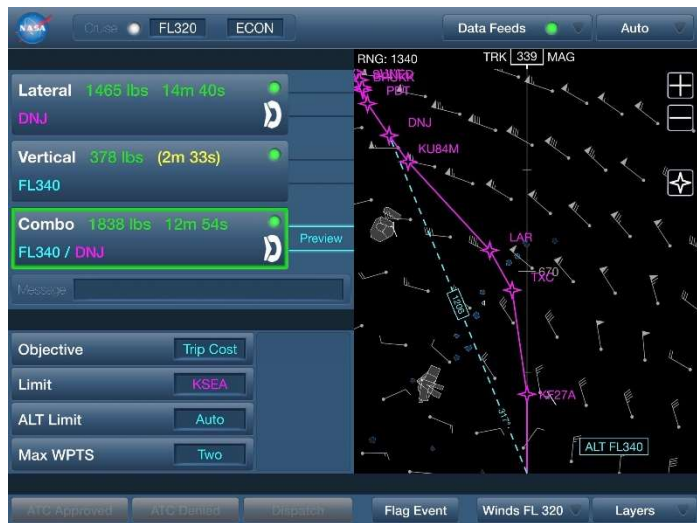 NASA
Cruise FL320 ECON
Data Feeds
Auto
Lateral 1465 lbs 14m 40s
DNJ
Vertical 378 lbs (2m 33s)
FL340
Combo 1838 lbs 12m 54s
FL340 / DNJ
Preview
Message
Objective Trip Cost
Limit KSEA
ALT Limit Auto
Max WPTS Two
ATC Approved ATC Denied Dispatch
RNG: 1340
TRK 339 MAG
PDT
DNJ
KU84M
LAR
670
TXC
1206
KF27A
317°
ALT FL340
Flag Event Winds FL 320 Layers